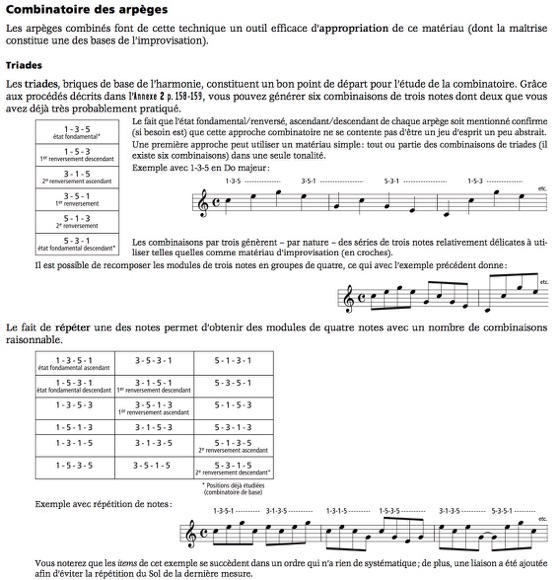 Combinatoire des arpèges
Les arpèges combinés font de cette technique un outil efficace d'appropriation de ce matériau (dont la maîtrise
constitue une des bases de l'improvisation).
Triades
Les triades, briques de base de l'harmonie, constituent un bon point de départ pour l'étude de la combinatoire. Grâce
aux procédés décrits dans l'Annexe 2 p. 158-159, vous pouvez générer six combinaisons de trois notes dont deux que vous
avez déjà très probablement pratiqué.
1 - 3 - 5
état fondamental*
1 - 5 - 3
1er renversement descendant
3 - 1 - 5
2e renversement ascendant
3 - 5 - 1
1er renversement
5 - 1 - 3
2e renversement
5 - 3 - 1
état fondamental descendant*
Le fait que l'état fondamental/renversé, ascendant/descendant de chaque arpège soit mentionné confirme
(si besoin est) que cette approche combinatoire ne se contente pas d'être un jeu d'esprit un peu abstrait.
Une première approche peut utiliser un matériau simple : tout ou partie des combinaisons de triades (il
existe six combinaisons) dans une seule tonalité.
Exemple avec 1-3-5 en Do majeur :
1-3-5 3-5-1 5-3-1 1-5-3
etc.
Les combinaisons par trois génèrent – par nature – des séries de trois notes relativement délicates à uti-
liser telles quelles comme matériau d'improvisation (en croches).
Il est possible de recomposer les modules de trois notes en groupes de quatre, ce qui avec l'exemple précédent donne :
etc.
Le fait de répéter une des notes permet d'obtenir des modules de quatre notes avec un nombre de combinaisons
raisonnable.
1 - 3 - 5 - 1 3 - 5 - 3 - 1 5 - 1 - 3 - 1
état fondamental ascendant
1 - 5 - 3 - 1 3 - 1 - 5 - 1 5 - 3 - 5 - 1
état fondamental descendant 1er renversement descendant
1 - 3 - 5 - 3 3 - 5 - 1 - 3 5 - 1 - 5 - 3
1er renversement ascendant
1 - 5 - 1 - 3 3 - 1 - 5 - 3 5 - 3 - 1 - 3
1 - 3 - 1 - 5 3 - 1 - 3 - 5 5 - 1 - 3 - 5
2e renversement ascendant
1 - 5 - 3 - 5 3 - 5 - 1 - 5 5 - 3 - 1 - 5
2e renversement descendant*
* Positions déjà étudiées
(combinatoire de base)
Exemple avec répétition de notes :
1-3-5-1 3-1-3-5 1-3-1-5 1-5-3-5 3-1-3-5 5-3-5-1
etc.
Vous noterez que les items de cet exemple se succèdent dans un ordre qui n'a rien de systématique ; de plus, une liaison a été ajoutée
afin d'éviter la répétition du Sol de la dernière mesure.